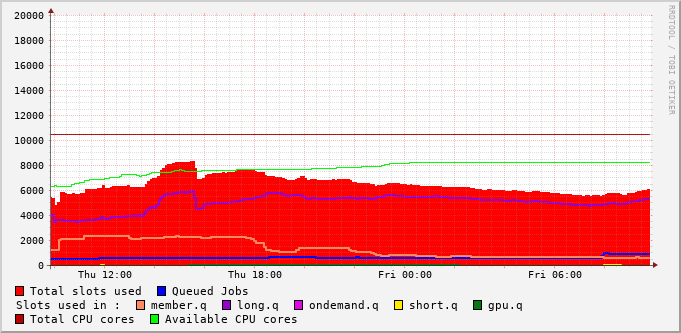 20000
18000
16000
14000
12000
10000
8000
6000
4000
2000
0
Thu 12:00 Thu 18:00 Fri 00:00 Fri 06:00
RRDTOOL / TOBI OETIKER
Total slots used Queued Jobs
Slots used in : member.q long.q ondemand.q short.q gpu.q
Total CPU cores Available CPU cores